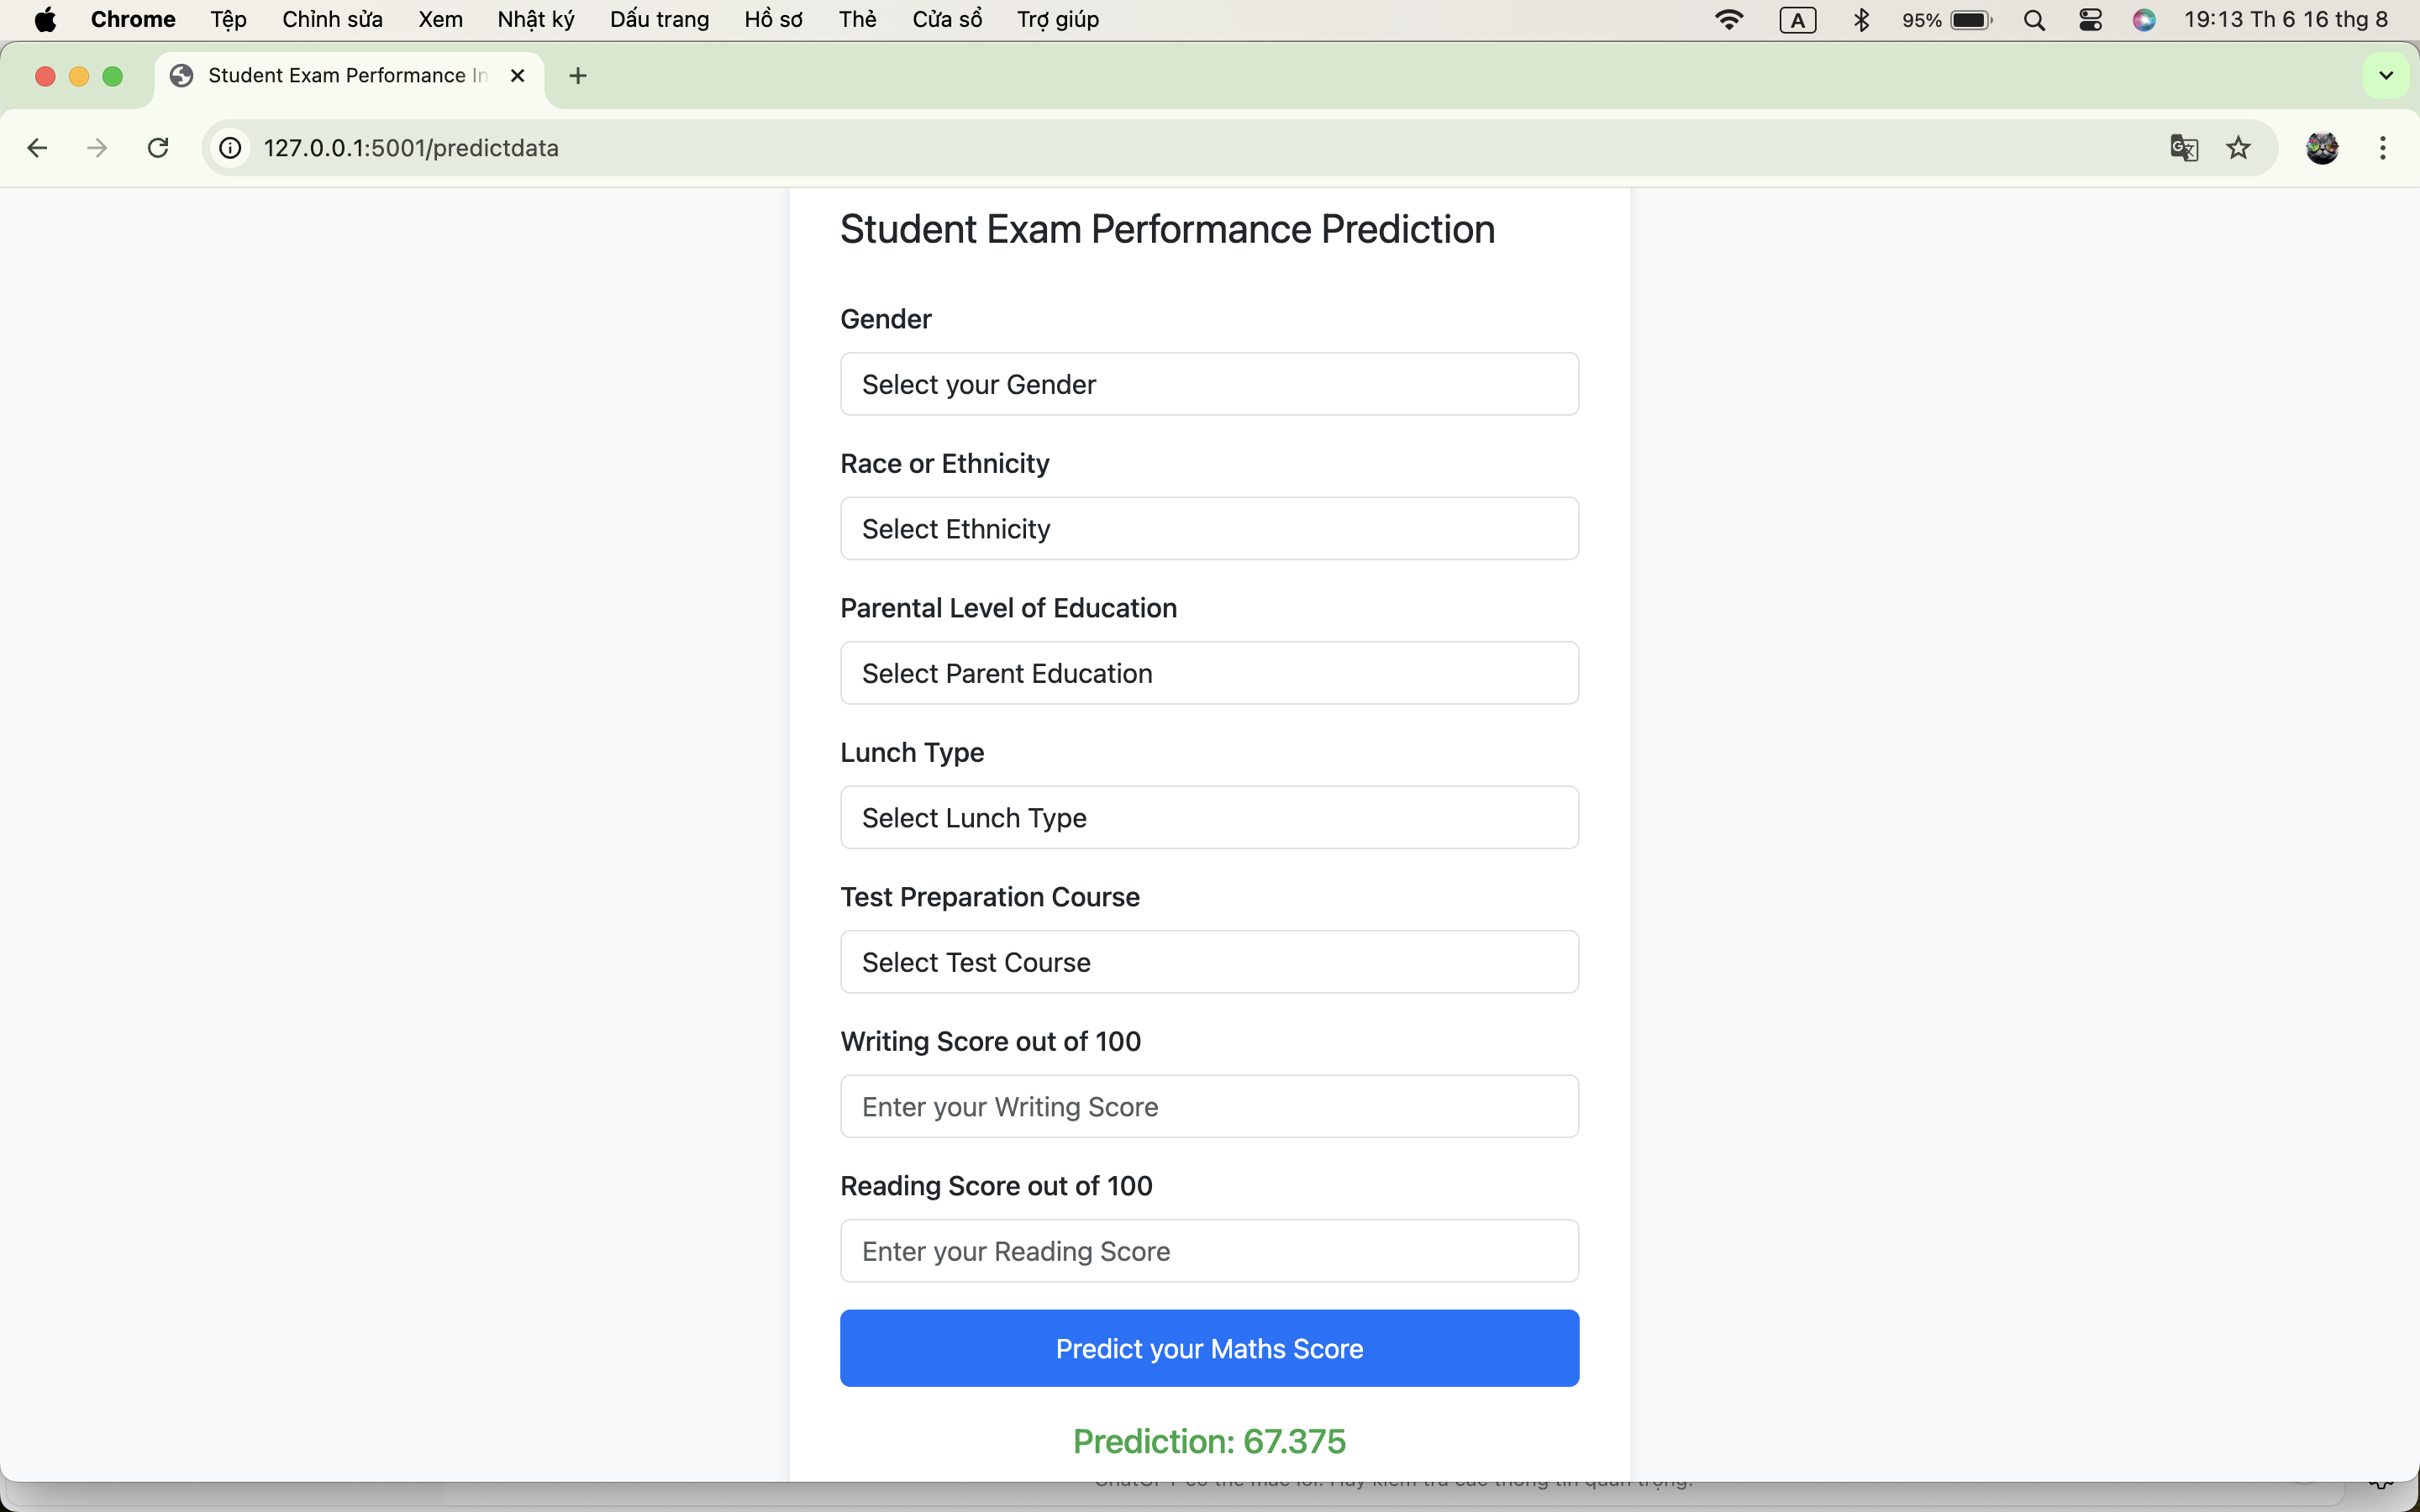 Chrome Tệp Chỉnh sửa Xem Nhật ký Dấu trang Hồ sơ Thẻ Cửa sổ Trợ giúp A 95% 19:13 Th 6 16 thg 8
Student Exam Performance In
127.0.0.1:5001/predictdata
Student Exam Performance Prediction
Gender
Select your Gender
Race or Ethnicity
Select Ethnicity
Parental Level of Education
Select Parent Education
Lunch Type
Select Lunch Type
Test Preparation Course
Select Test Course
Writing Score out of 100
Enter your Writing Score
Reading Score out of 100
Enter your Reading Score
Predict your Maths Score
Prediction: 67.375